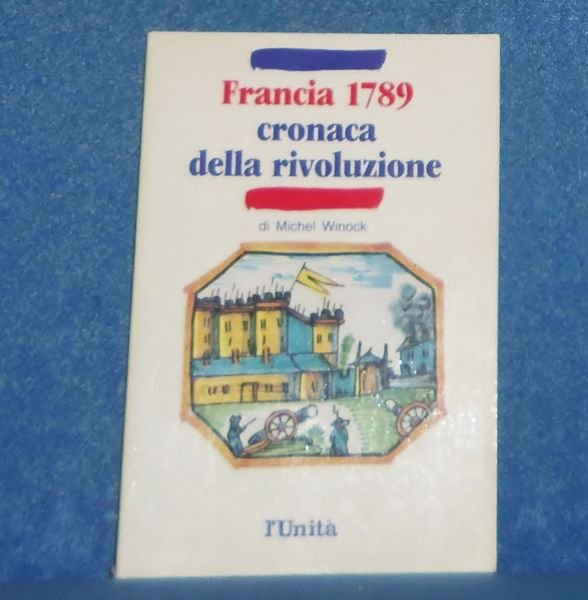 Francia 1789
cronaca
della rivoluzione
di Michel Winock
l'Unità